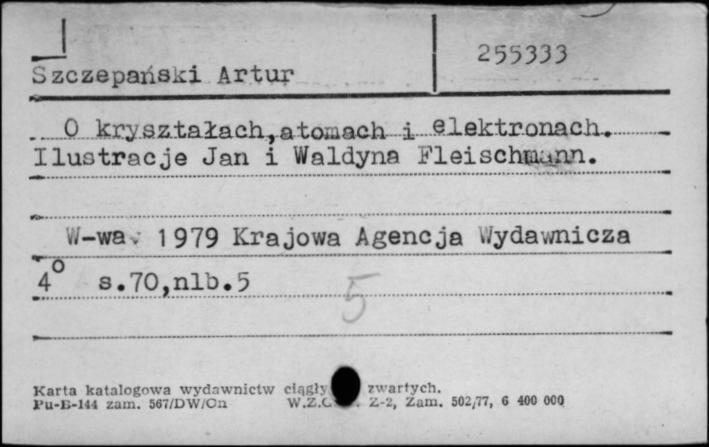 255333
Szczepański Artur
O kryształach,atomach i elektronach.
Ilustracje Jan i Waldyna Fleischmann.
W-wa. 1979 Krajowa Agencja Wydawnicza
4° s.70,nlb.5
5
Karta katalogowa wydawnictw zwartych.
Pu-B-144 zam. 567/DW/On Z-2, Zam. 502/77, 6 400 000